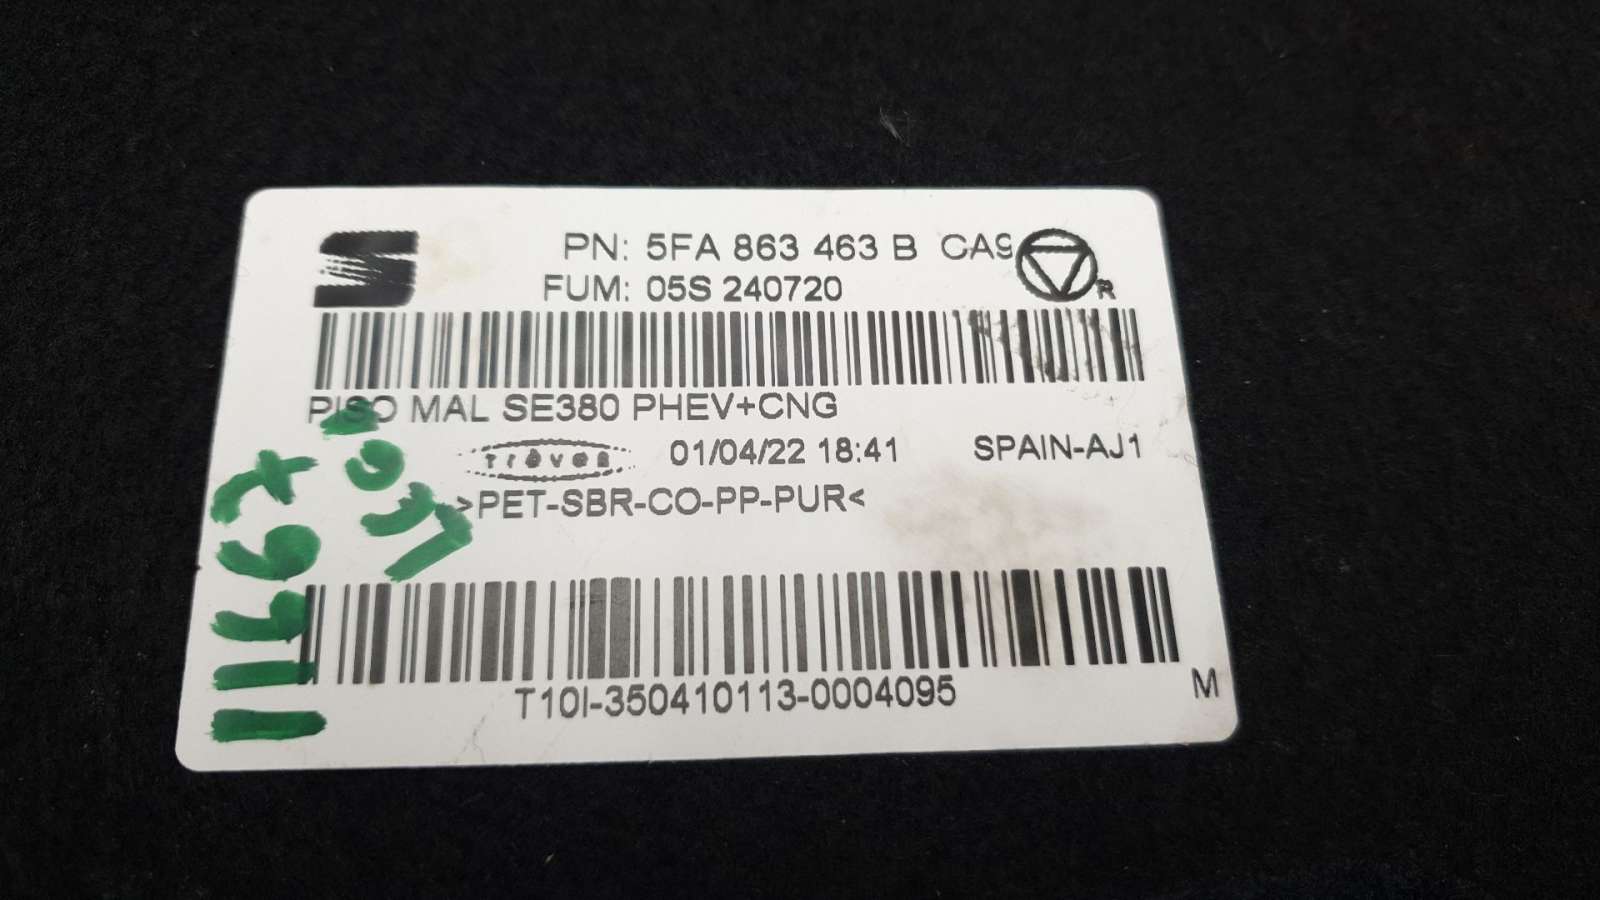 PN: 5FA 863 463 B CA9
R
FUM: 05S 240720
PISO MAL SE380 PHEV+CNG
Trèves 01/04/22 18:41 SPAIN-AJ1
>PET-SBR-CO-PP-PUR<
T10I-350410113-0004095
M